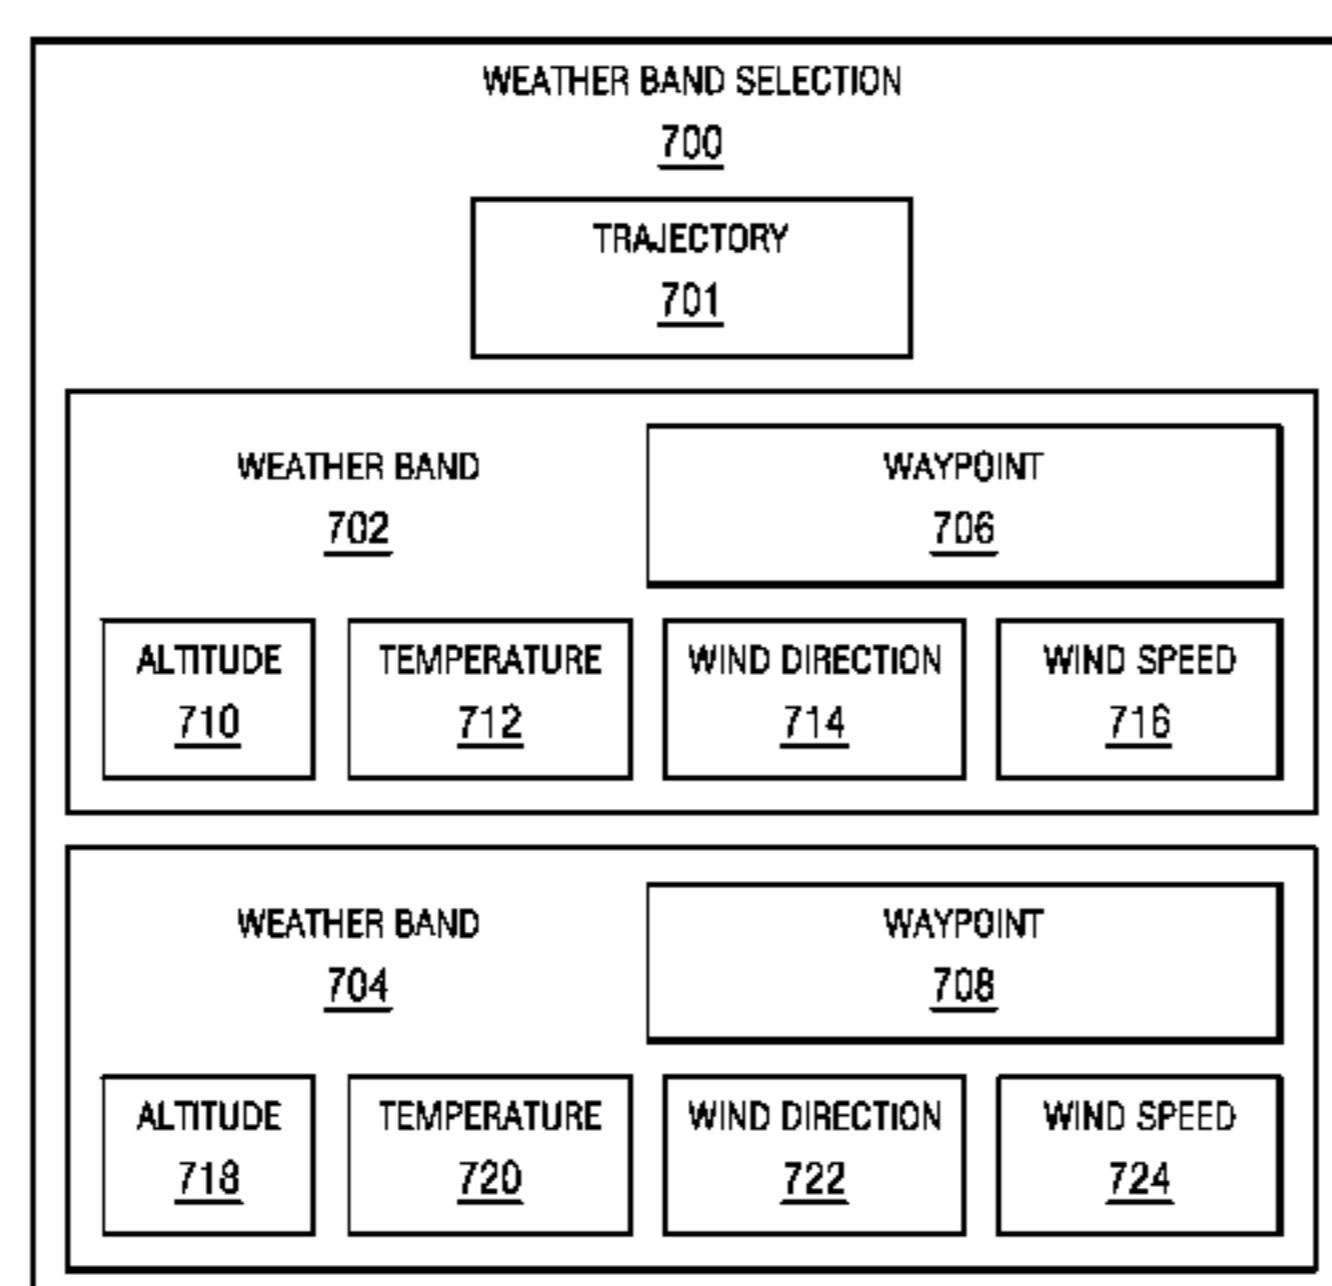 WEATHER BAND SELECTION
700
TRAJECTORY
701
WEATHER BAND
702
WAYPOINT
706
ALTITUDE
710
TEMPERATURE
712
WIND DIRECTION
714
WIND SPEED
716
WEATHER BAND
704
WAYPOINT
708
ALTITUDE
718
TEMPERATURE
720
WIND DIRECTION
722
WIND SPEED
724